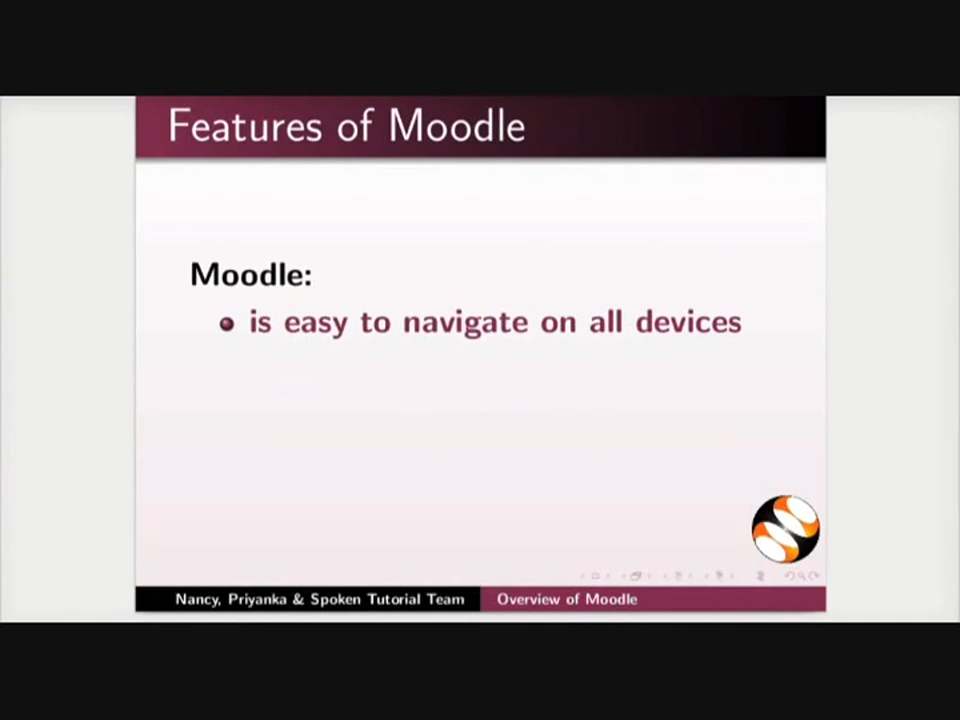 Features of Moodle
Moodle:
is easy to navigate on all devices
Nancy, Priyanka & Spoken Tutorial Team
Overview of Moodle